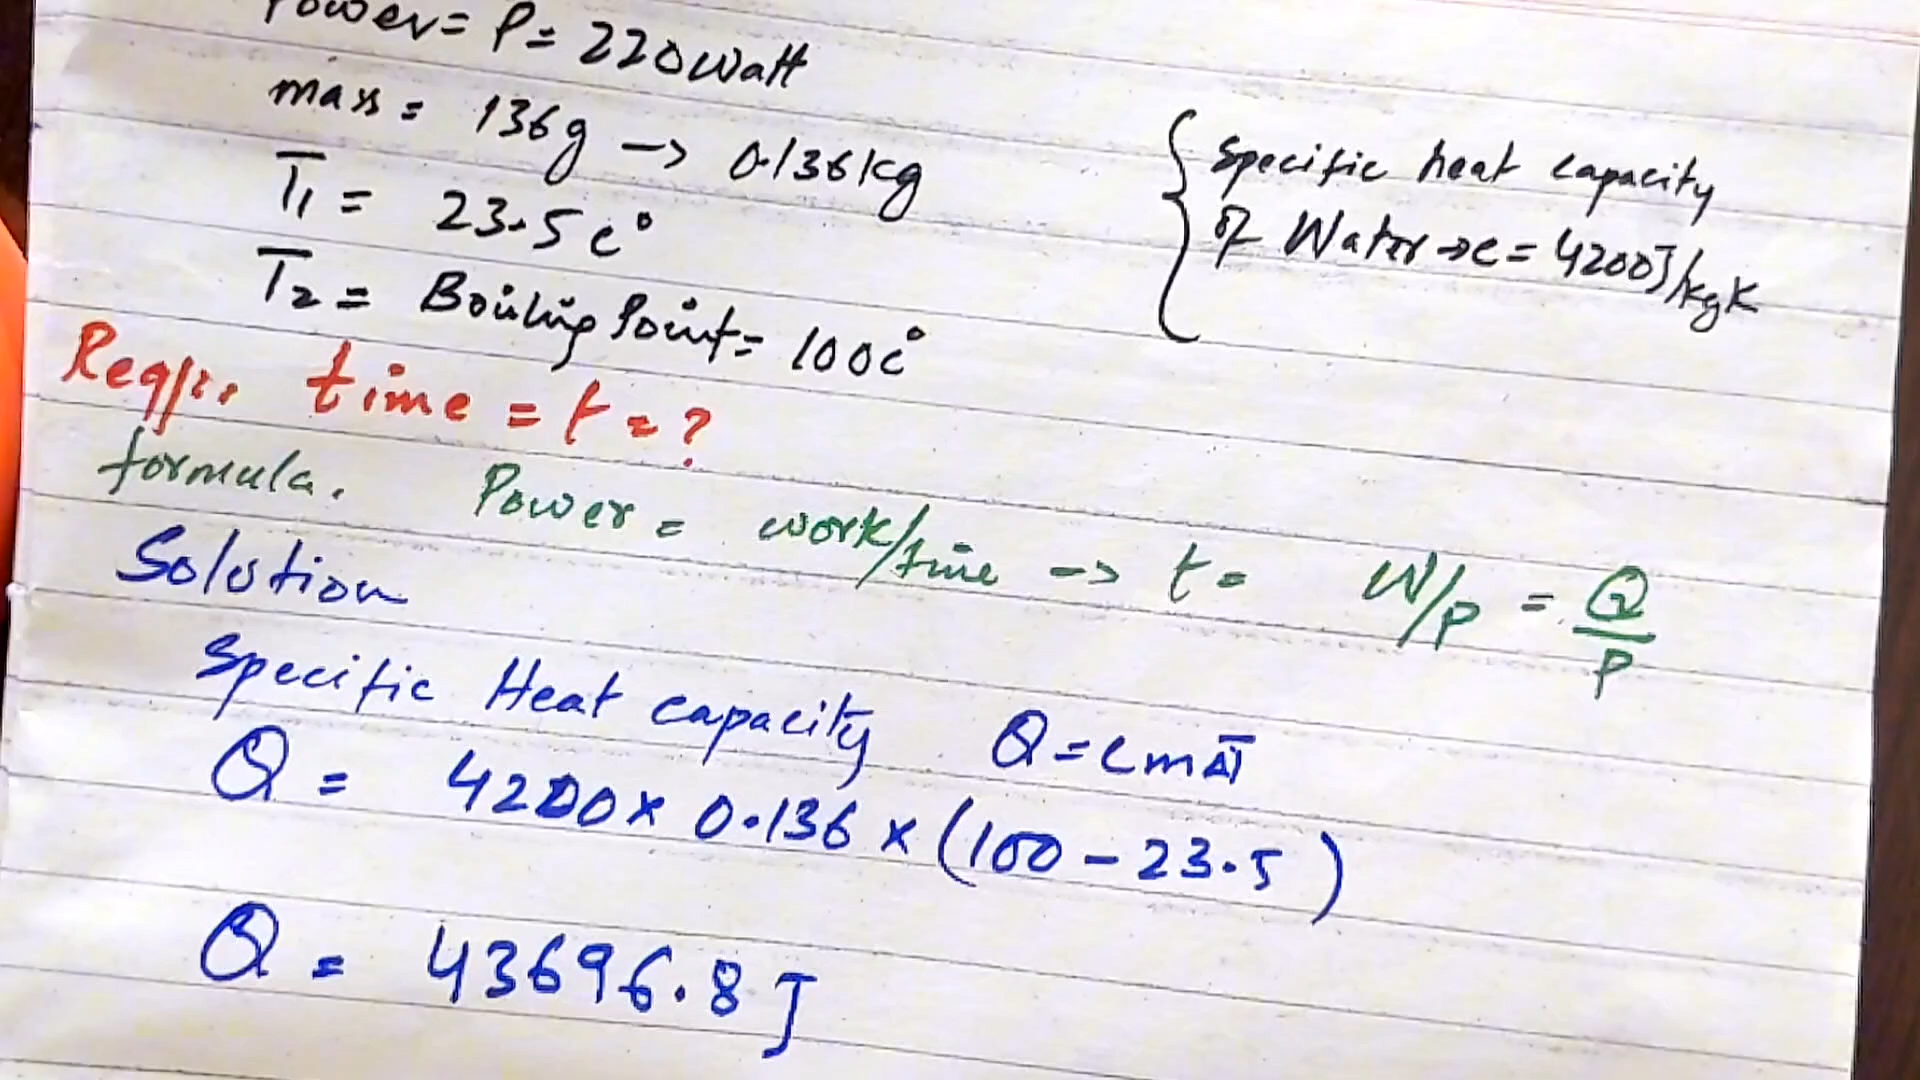 Power = P = 220 Watt
mass = 136g -> 0.136kg
T1 = 23.5 c°
T2 = Boiling Point = 100c°
{ Specific heat capacity
of Water -> c = 4200J/kgK
Reqr. time = t = ?
formula. Power = work/time -> t = W/P = Q/P
Solution
Specific Heat capacity Q = cmΔT
Q = 4200 x 0.136 x (100 - 23.5)
Q = 43696.8 J